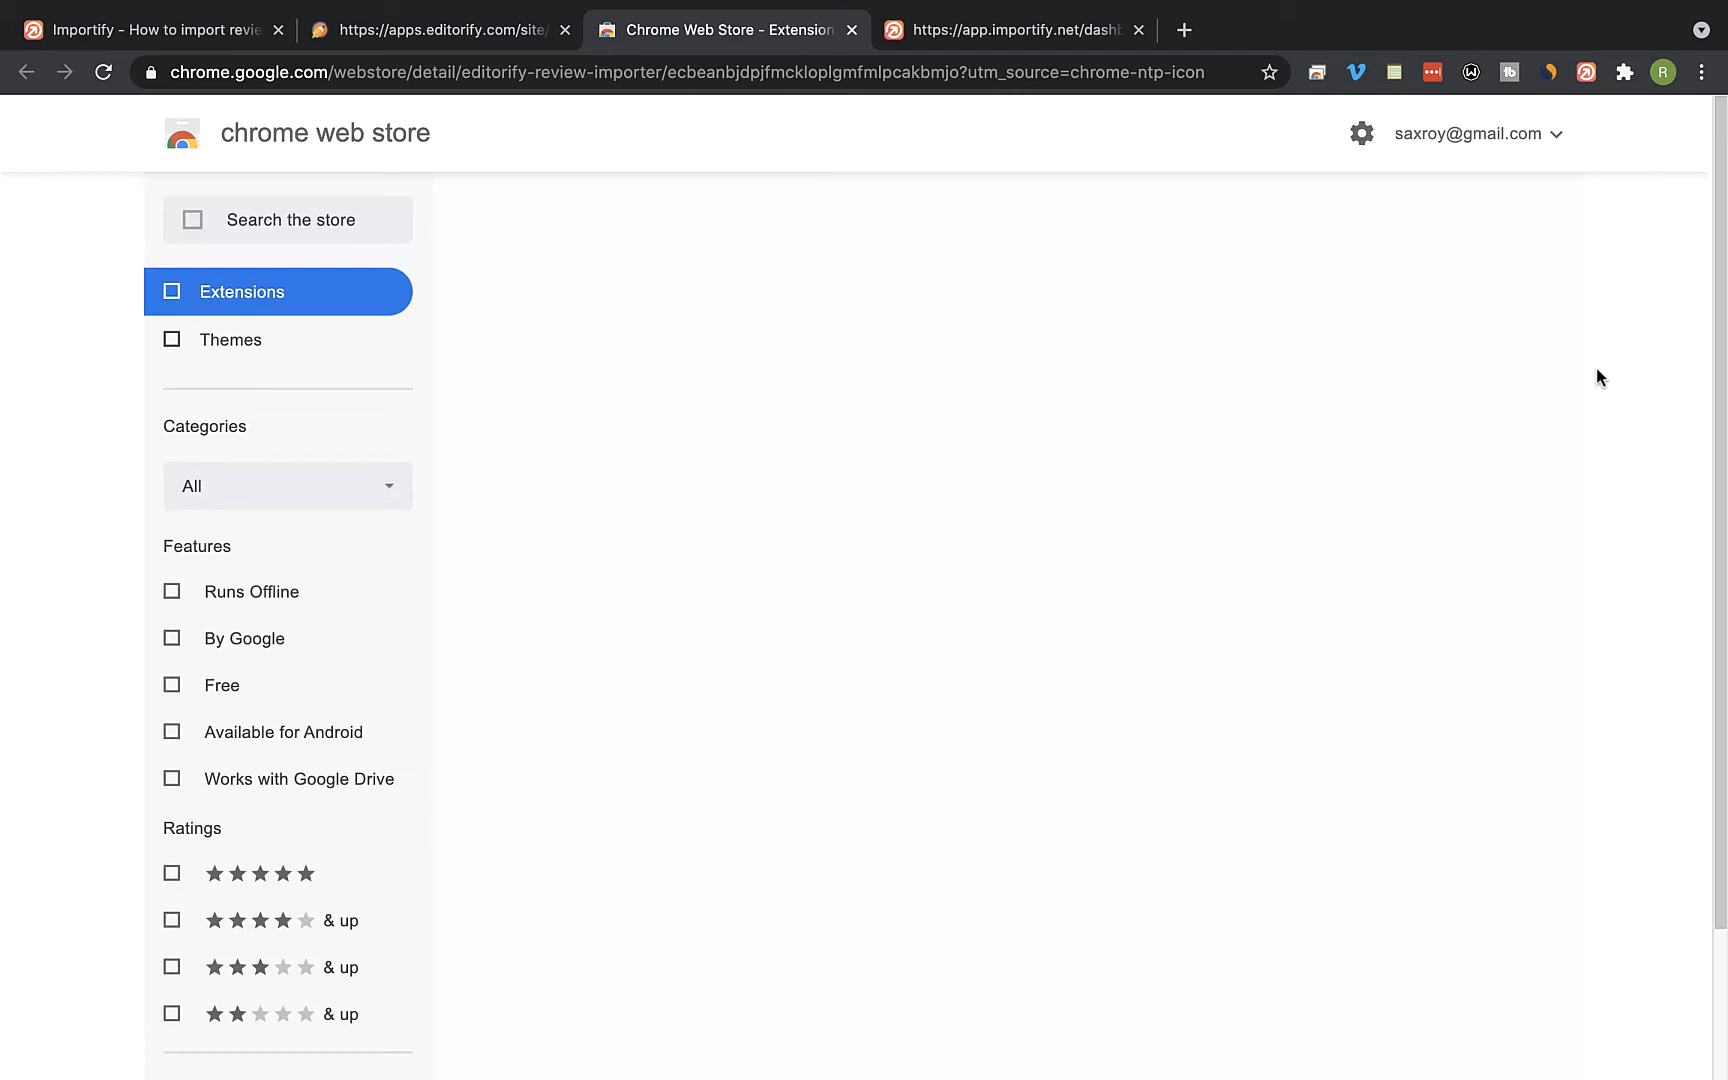 Importify - How to import revie
https://apps.editorify.com/site/
Chrome Web Store - Extension
https://app.importify.net/dashb
chrome.google.com/webstore/detail/editorify-review-importer/ecbeanbjdpjfmckloplgmfmlpcakbmjo?utm_source=chrome-ntp-icon
R
chrome web store
saxroy@gmail.com
Search the store
Extensions
Themes
Categories
All
Features
Runs Offline
By Google
Free
Available for Android
Works with Google Drive
Ratings
& up
& up
& up